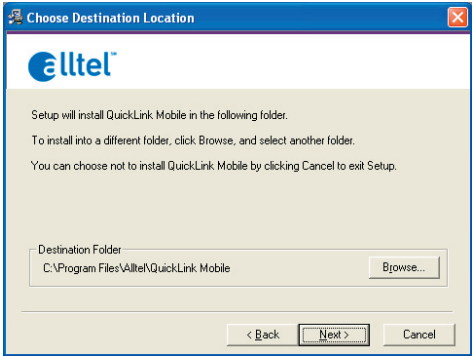 Choose Destination Location
alltel™
Setup will install QuickLink Mobile in the following folder.
To install into a different folder, click Browse, and select another folder.
You can choose not to install QuickLink Mobile by clicking Cancel to exit Setup.
Destination Folder
C:\Program Files\Alltel\QuickLink Mobile
Browse...
< Back Next > Cancel